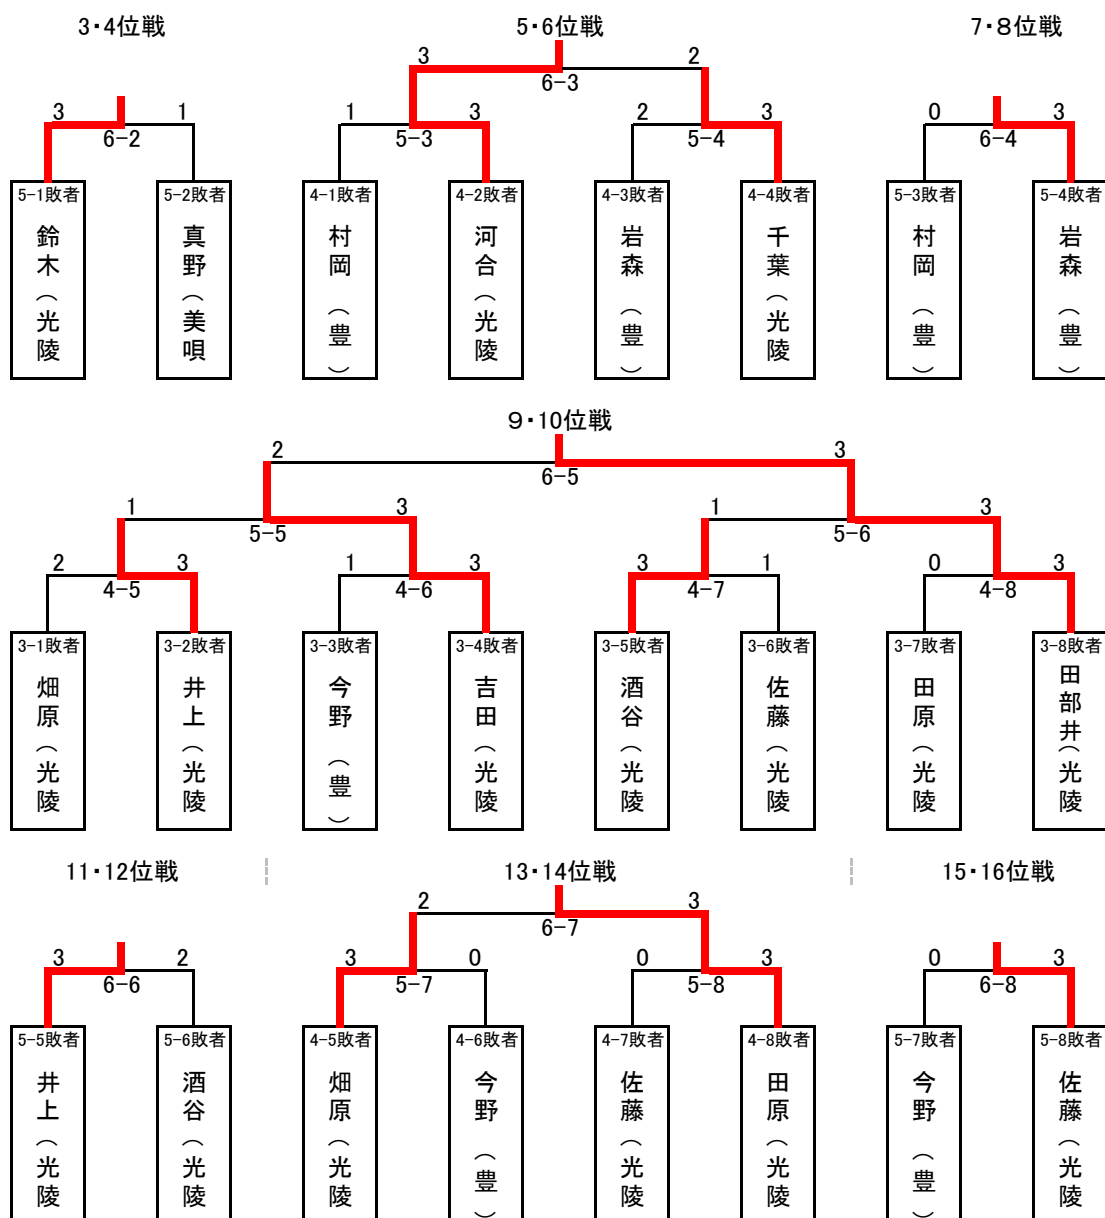 3・4位戦
5・6位戦
7・8位戦
3 2
6-3
3 1
6-2
1 3
5-3
2 3
5-4
0 3
6-4
5-1敗者
鈴木(光陵
5-2敗者
真野(美唄
4-1敗者
村岡(豊)
4-2敗者
河合(光陵
4-3敗者
岩森(豊)
4-4敗者
千葉(光陵
5-3敗者
村岡(豊)
5-4敗者
岩森(豊)
9・10位戦
2 3
6-5
1 3
5-5
1 3
5-6
2 3
4-5
1 3
4-6
3 1
4-7
0 3
4-8
3-1敗者
畑原(光陵
3-2敗者
井上(光陵
3-3敗者
今野(豊)
3-4敗者
吉田(光陵
3-5敗者
酒谷(光陵
3-6敗者
佐藤(光陵
3-7敗者
田原(光陵
3-8敗者
田部井(光陵
11・12位戦
13・14位戦
15・16位戦
2 3
6-7
3 2
6-6
3 0
5-7
0 3
5-8
0 3
6-8
5-5敗者
井上(光陵
5-6敗者
酒谷(光陵
4-5敗者
畑原(光陵
4-6敗者
今野(豊)
4-7敗者
佐藤(光陵
4-8敗者
田原(光陵
5-7敗者
今野(豊)
5-8敗者
佐藤(光陵